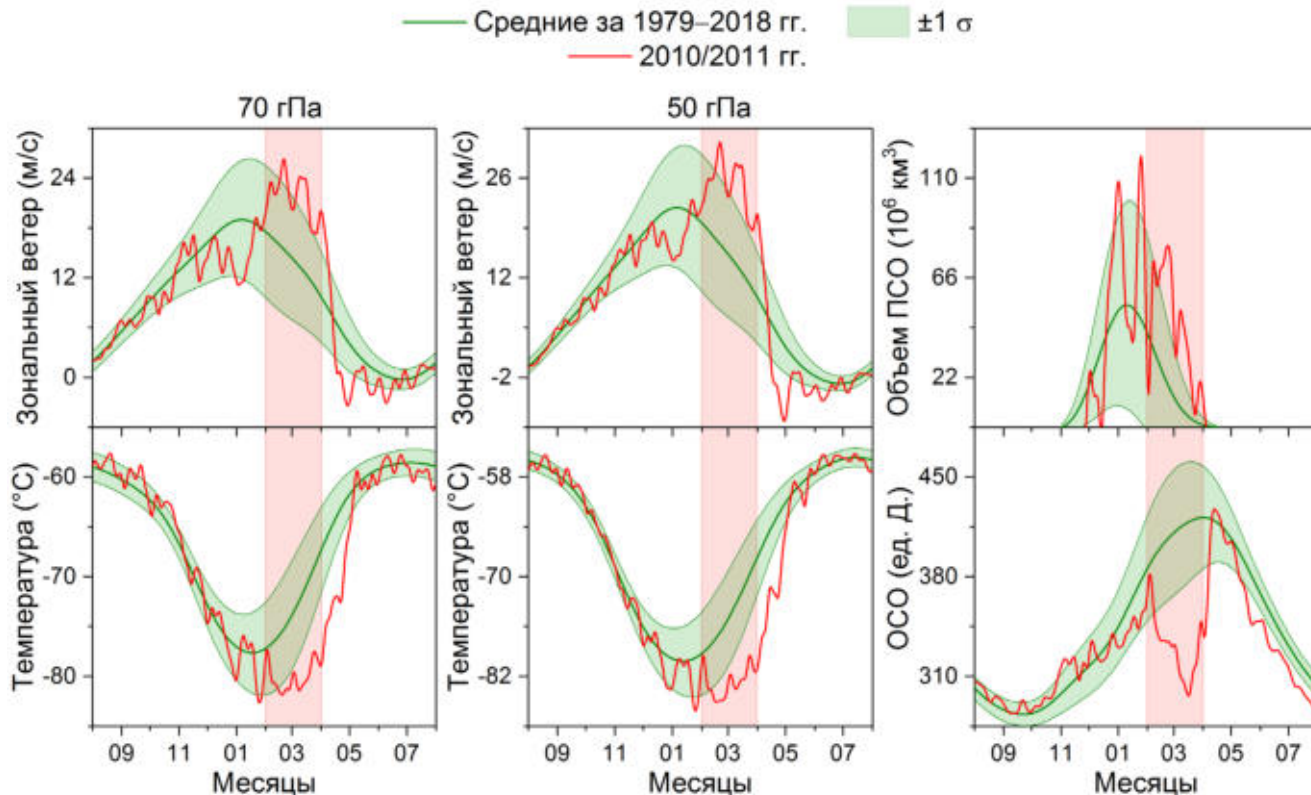 Средние за 1979–2018 гг.
±1 σ
2010/2011 гг.
70 гПа
50 гПа
Зональный ветер (м/с)
24
12
0
Зональный ветер (м/с)
26
12
-2
Объем ПСО (10⁶ км³)
110
66
22
Температура (°C)
-60
-70
-80
09 11 01 03 05 07
Месяцы
Температура (°C)
-58
-70
-82
09 11 01 03 05 07
Месяцы
ОСО (ед. Д.)
450
380
310
09 11 01 03 05 07
Месяцы